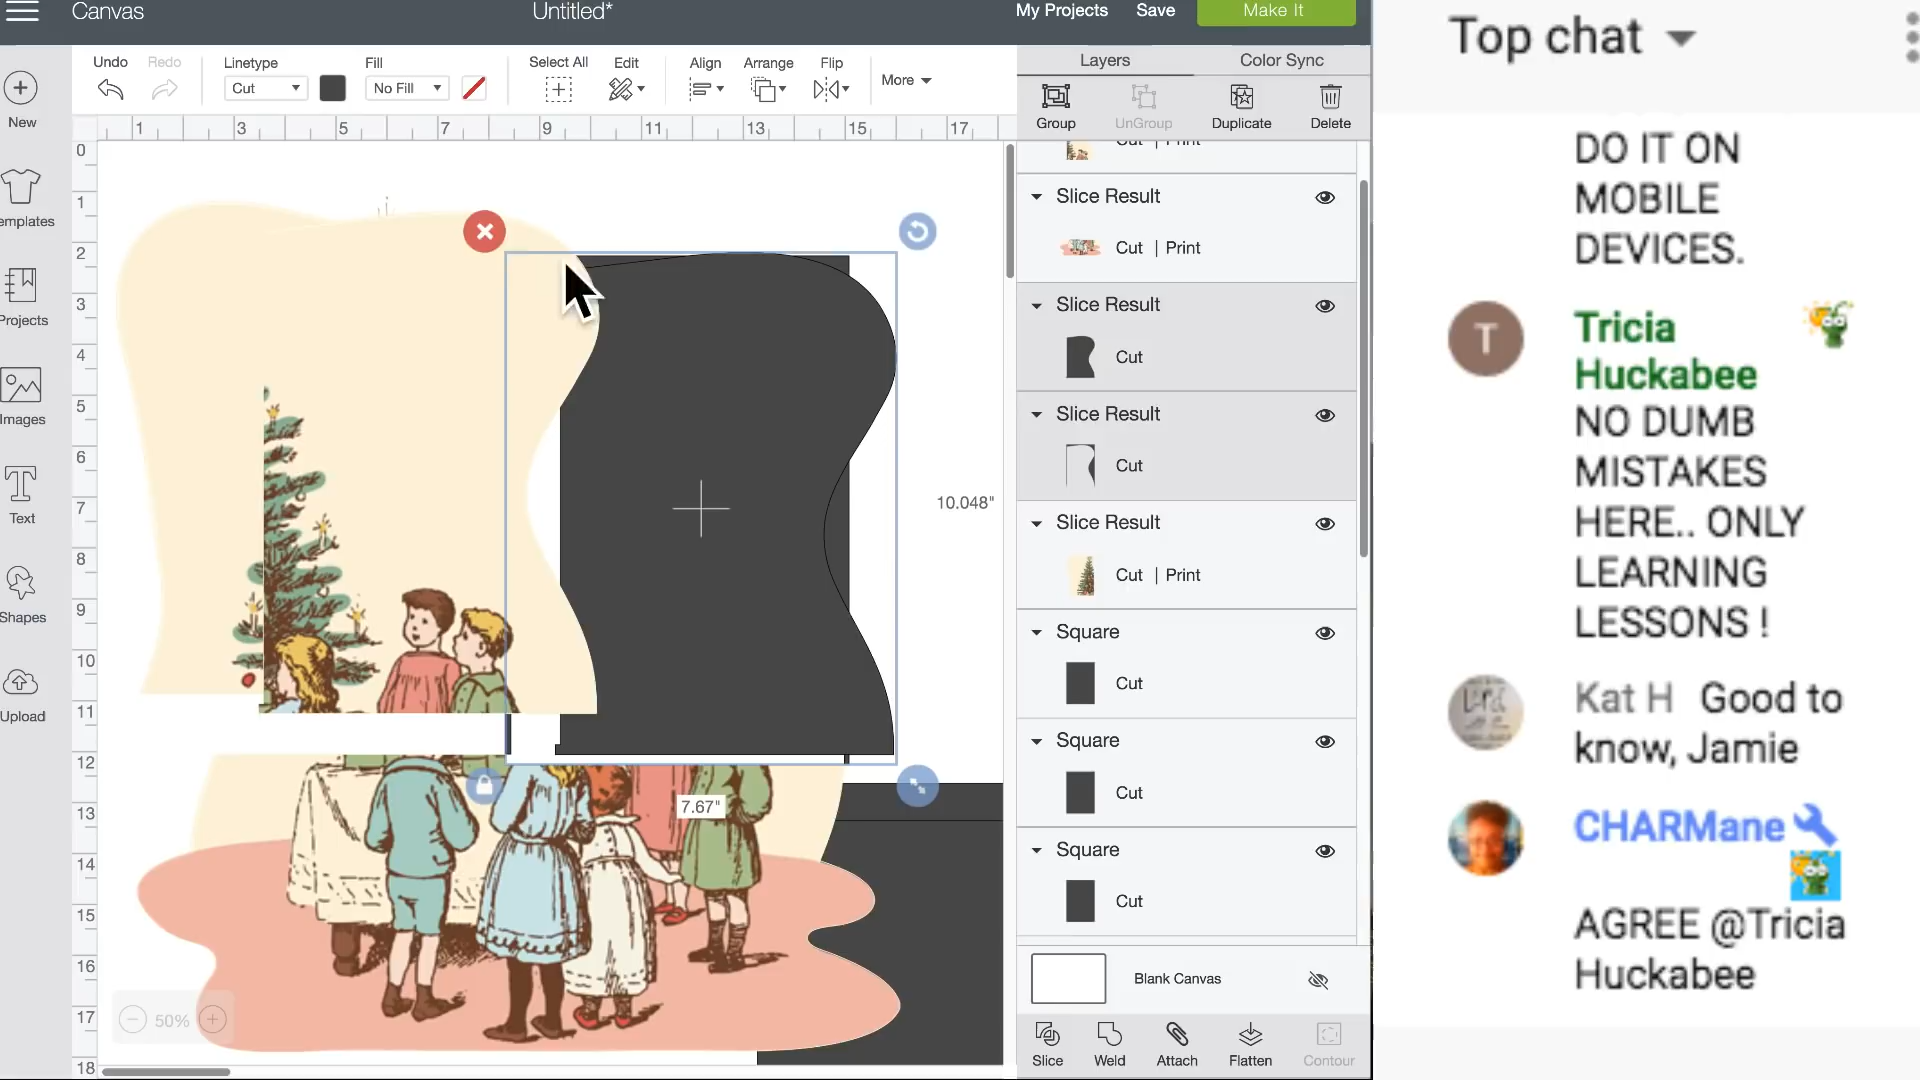 Canvas
Untitled*
My Projects
Save
Make It
Undo
Redo
Linetype
Cut
Fill
No Fill
Select All
Edit
Align
Arrange
Flip
More
Layers
Color Sync
Group
UnGroup
Duplicate
Delete
1 3 5 7 9 11 13 15 17
0
1
2
3
4
5
6
7
8
9
10
11
12
13
14
15
16
17
18
New
emplates
Projects
Images
Text
Shapes
Upload
10.048"
7.67"
50%
Cut | Print
Slice Result
Cut | Print
Slice Result
Cut
Slice Result
Cut
Slice Result
Cut | Print
Square
Cut
Square
Cut
Square
Cut
Blank Canvas
Slice
Weld
Attach
Flatten
Contour
Top chat
DO IT ON
MOBILE
DEVICES.
T
Tricia
Huckabee
NO DUMB
MISTAKES
HERE.. ONLY
LEARNING
LESSONS !
Kat H Good to
know, Jamie
CHARMane
AGREE @Tricia
Huckabee